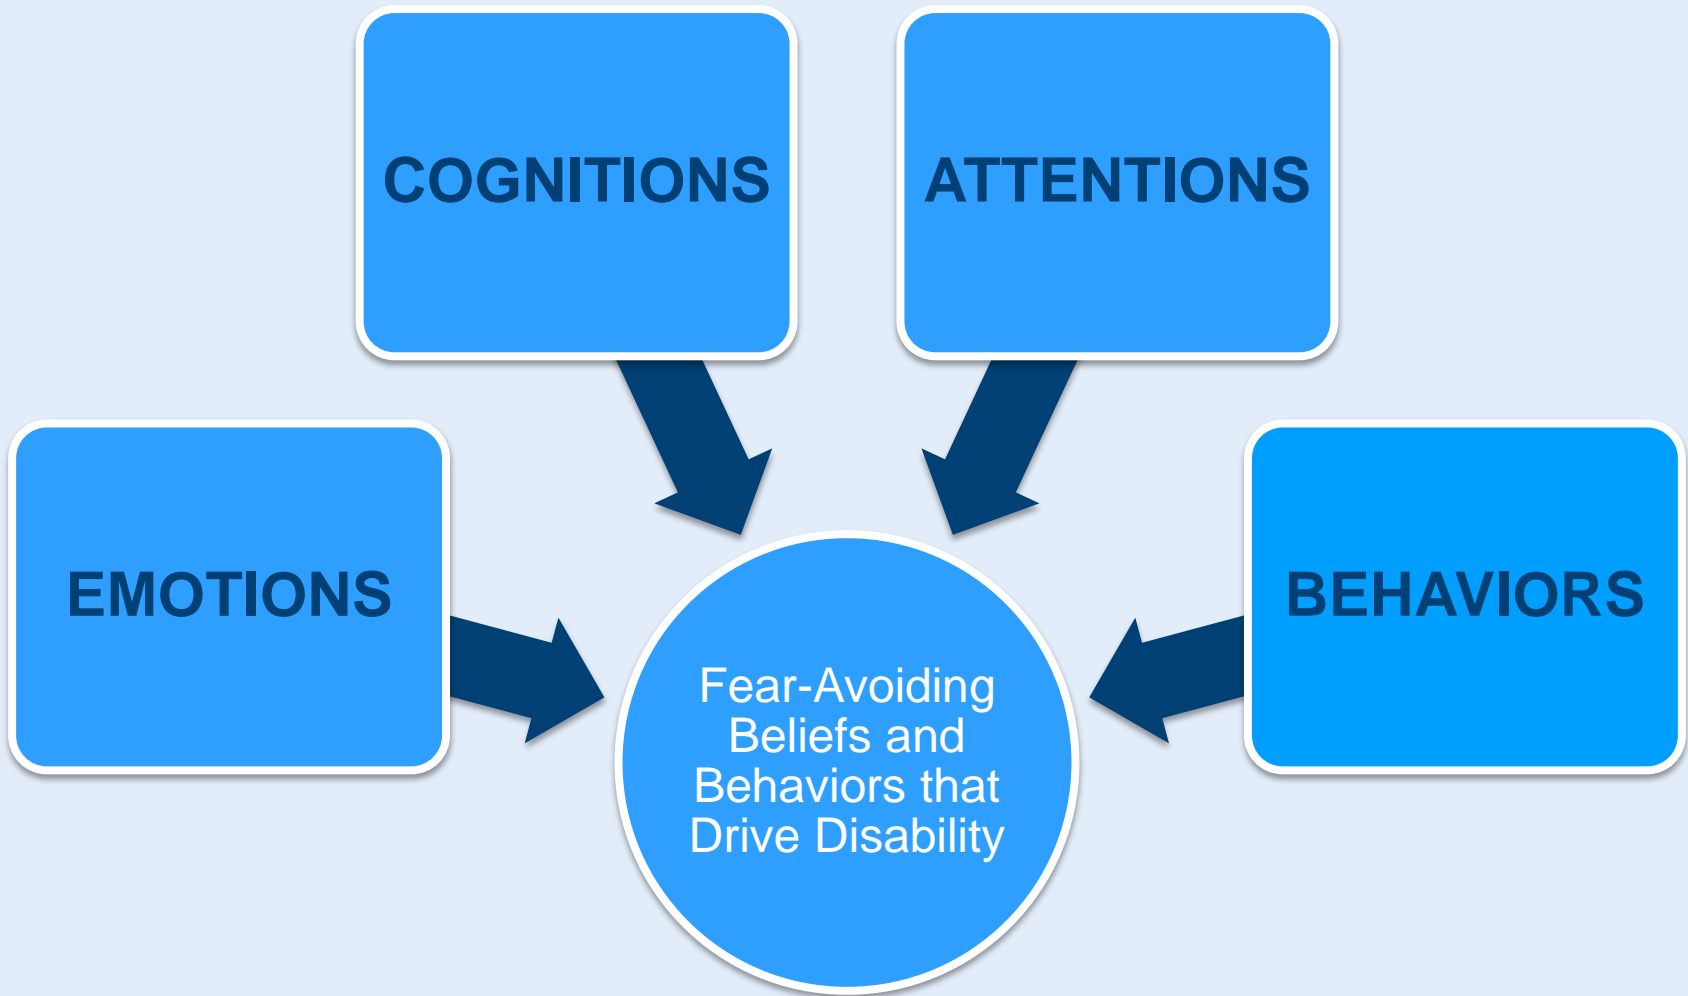 COGNITIONS
ATTENTIONS
EMOTIONS
BEHAVIORS
Fear-Avoiding
Beliefs and
Behaviors that
Drive Disability